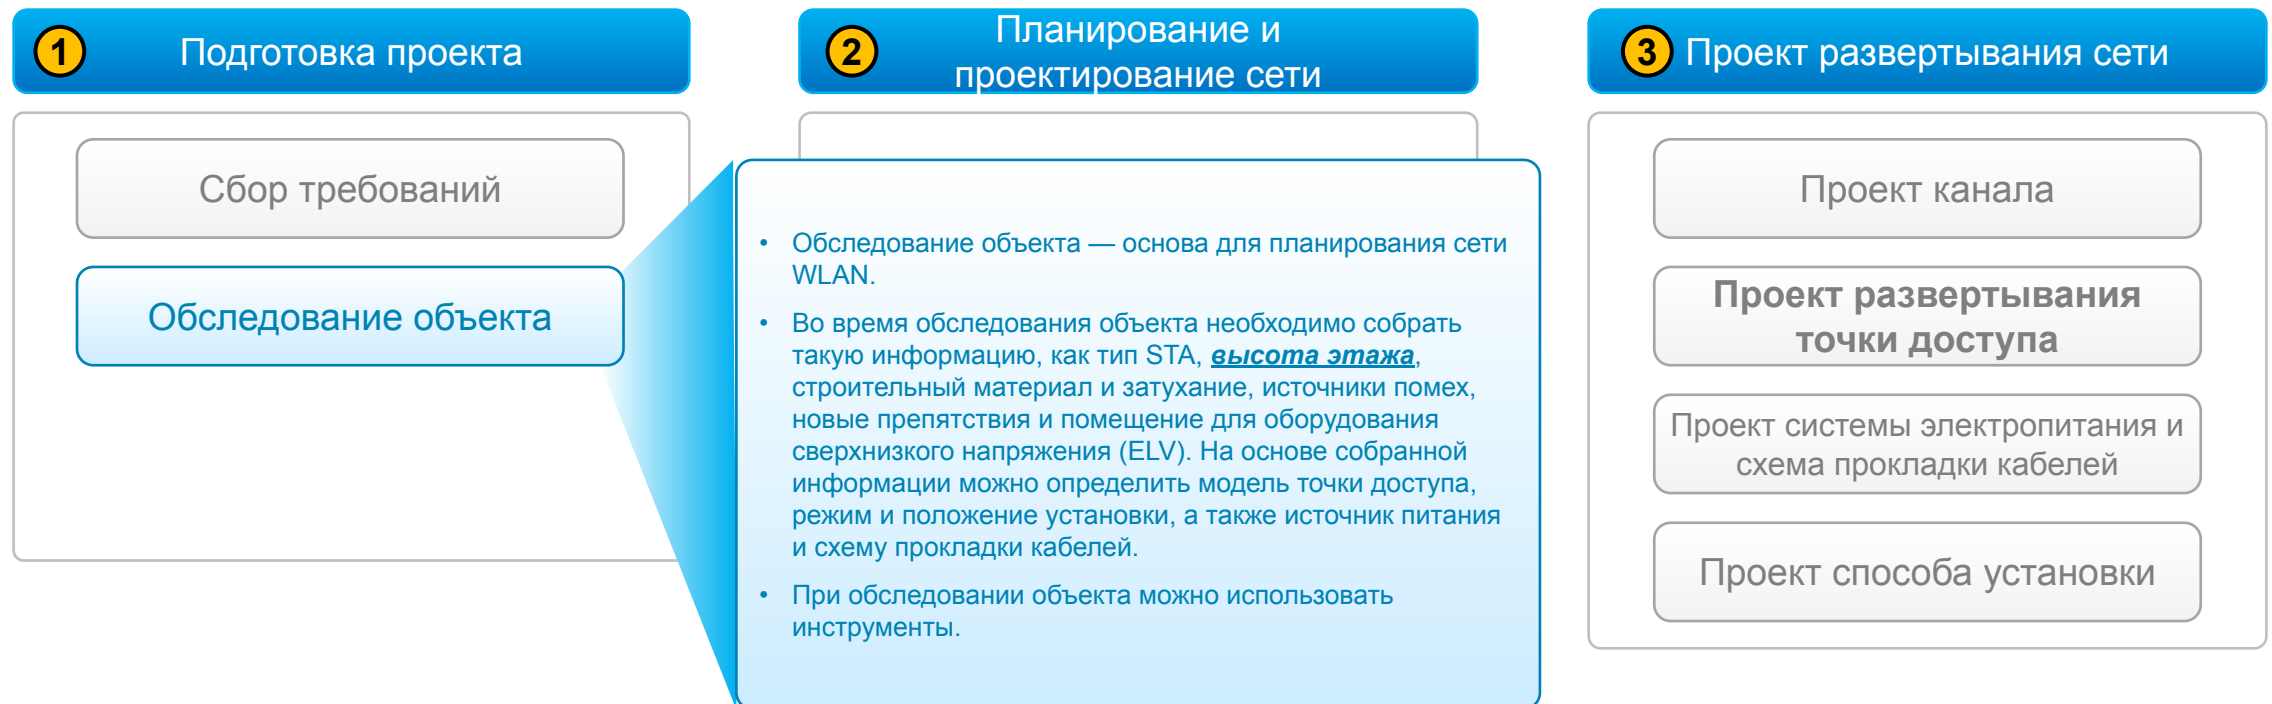 1
Подготовка проекта
Сбор требований
Обследование объекта
2
Планирование и
проектирование сети
• Обследование объекта — основа для планирования сети
WLAN.
• Во время обследования объекта необходимо собрать
такую информацию, как тип STA, высота этажа,
строительный материал и затухание, источники помех,
новые препятствия и помещение для оборудования
сверхнизкого напряжения (ELV). На основе собранной
информации можно определить модель точки доступа,
режим и положение установки, а также источник питания
и схему прокладки кабелей.
• При обследовании объекта можно использовать
инструменты.
3
Проект развертывания сети
Проект канала
Проект развертывания
точки доступа
Проект системы электропитания и
схема прокладки кабелей
Проект способа установки